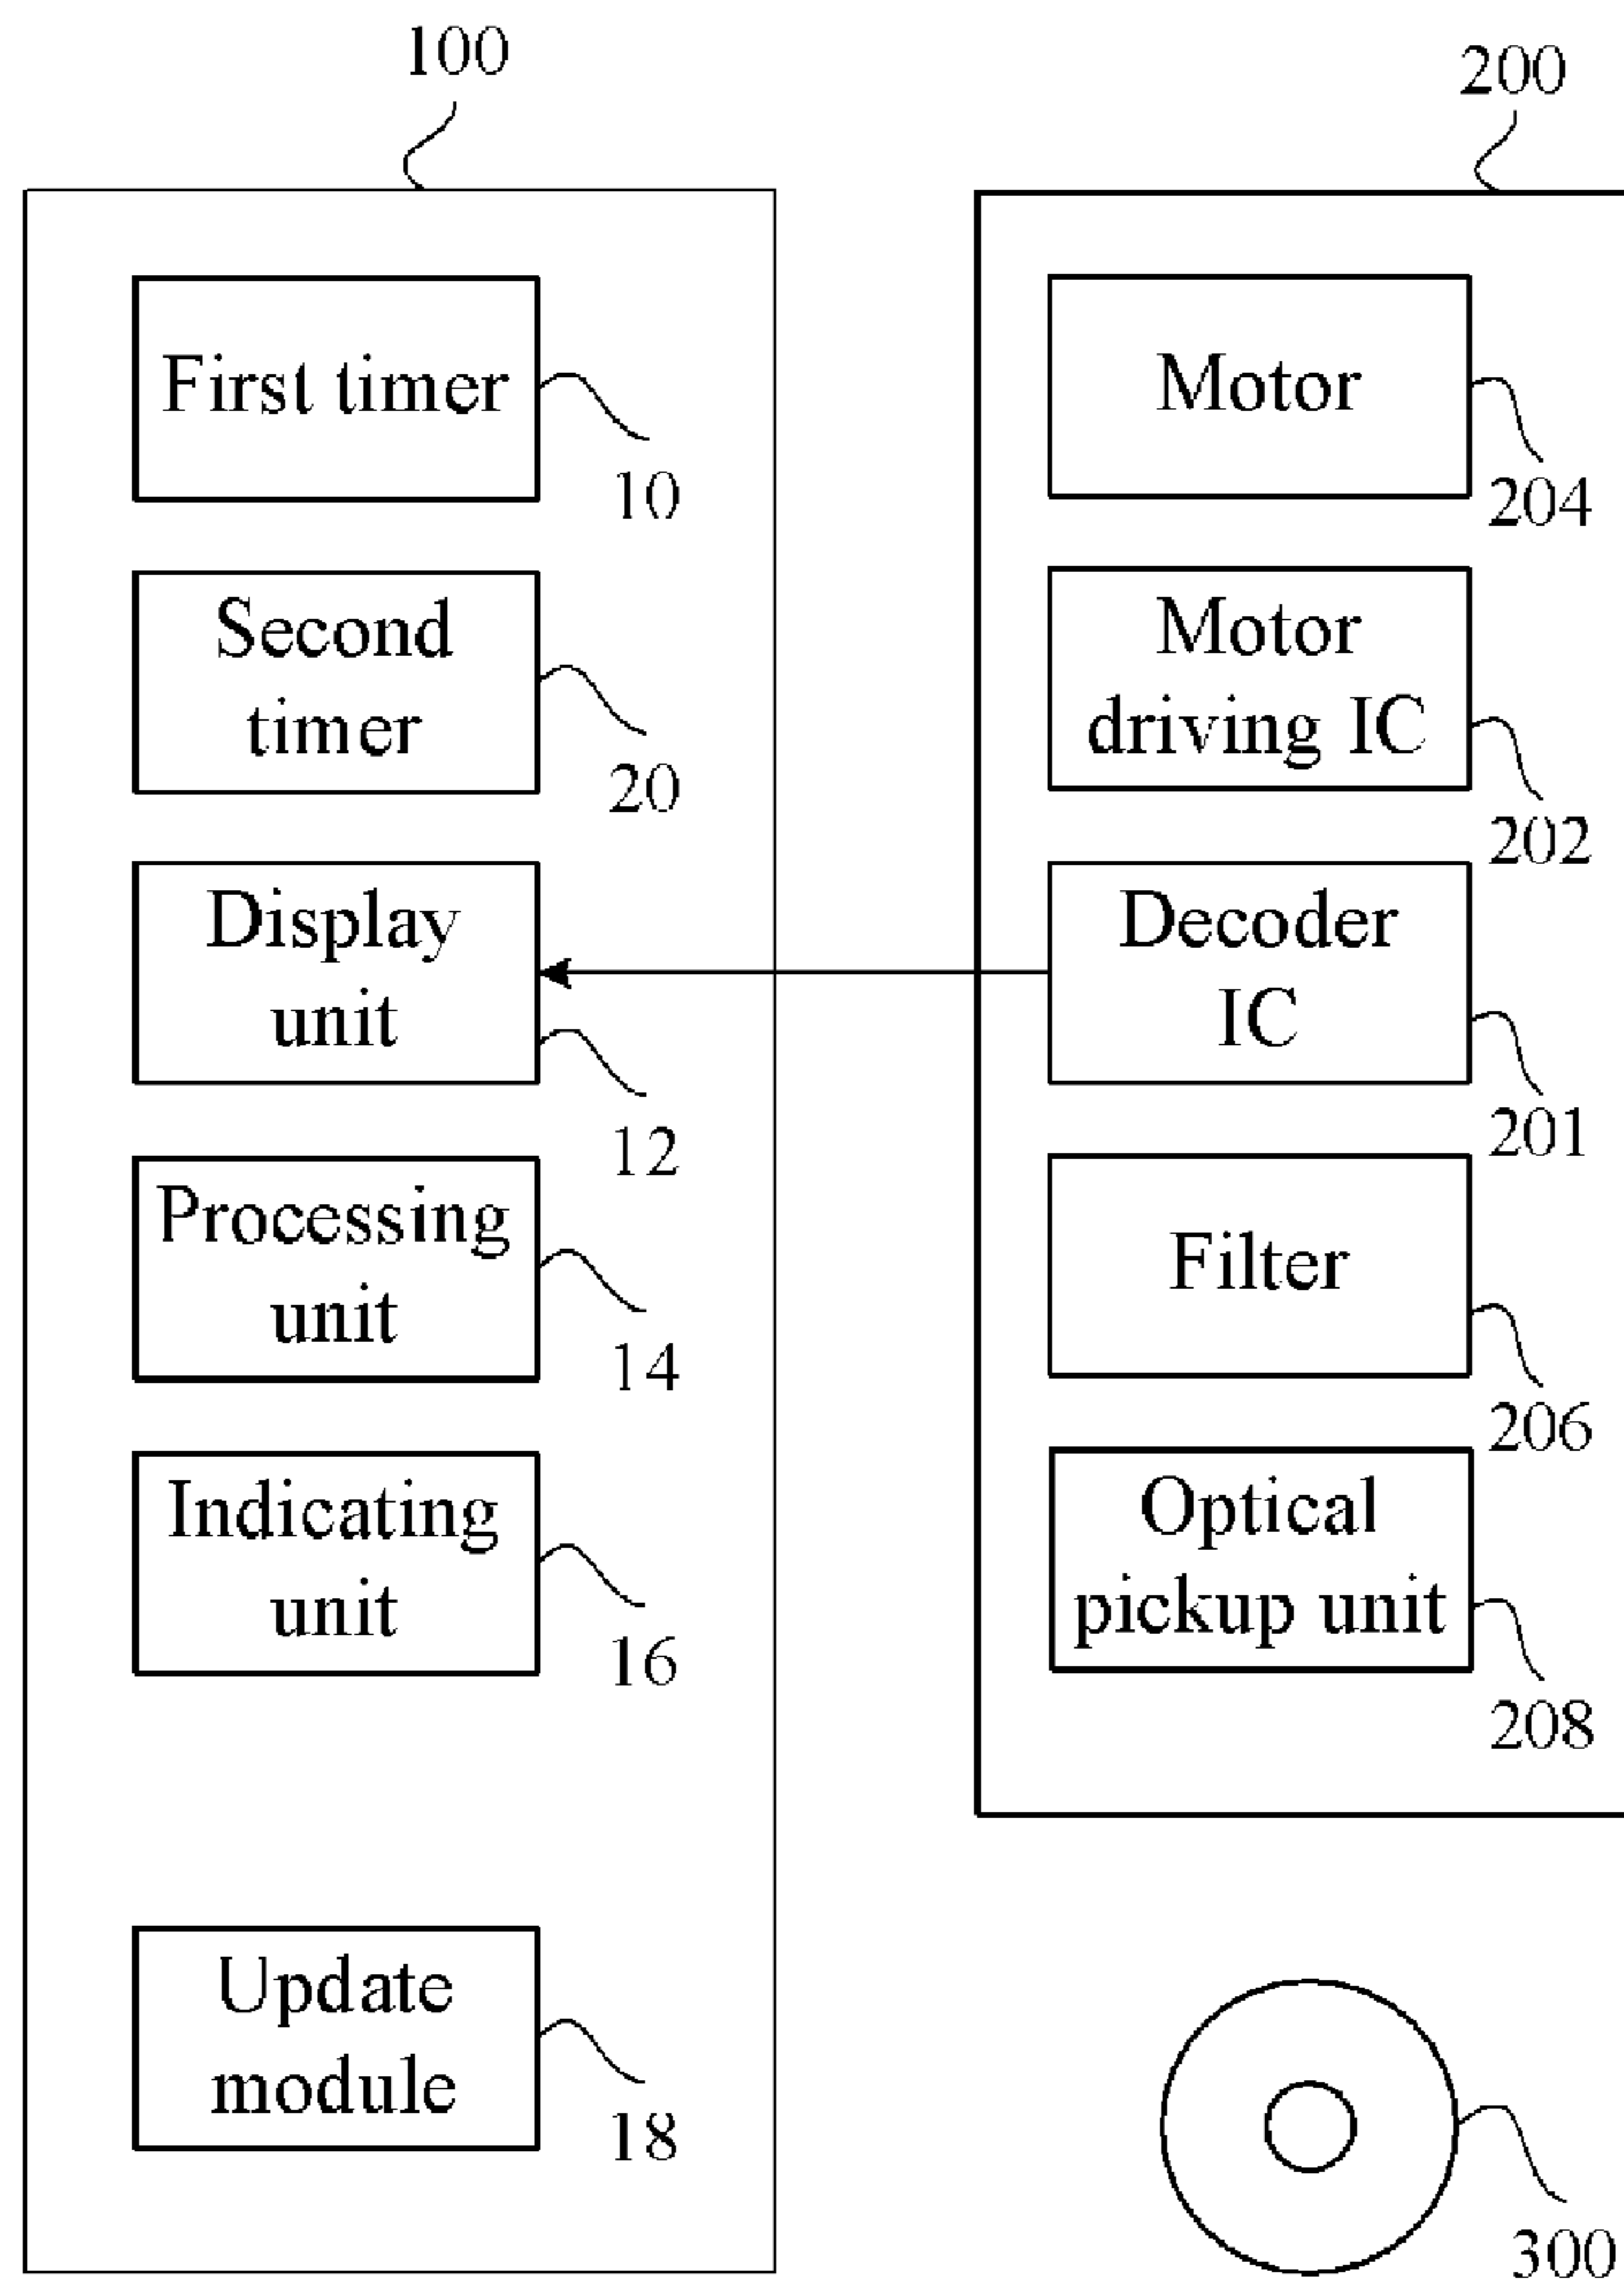 100
First timer
10
Second
timer
20
Display
unit
12
Processing
unit
14
Indicating
unit
16
Update
module
18
200
Motor
204
Motor
driving IC
202
Decoder
IC
201
Filter
206
Optical
pickup unit
208
300